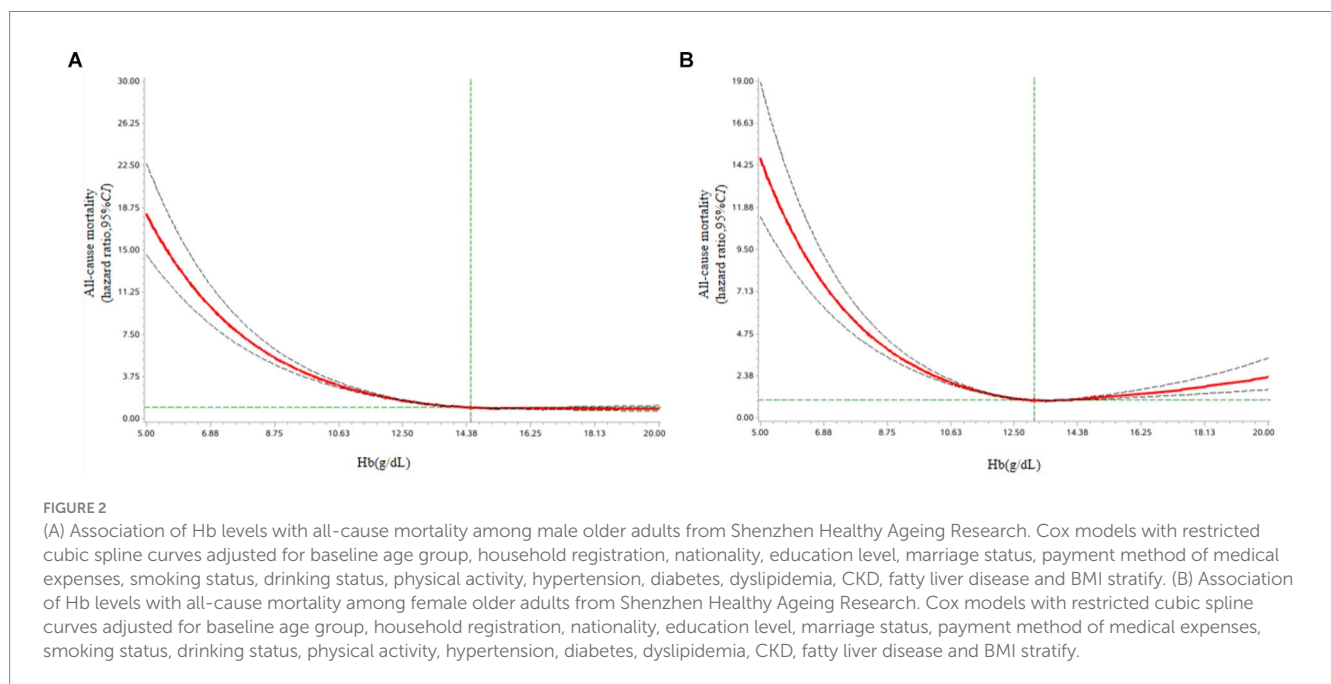 A
30.00
26.25
22.50
18.75
15.00
11.25
7.50
3.75
0.00
All-cause mortality
(hazard ratio,95%CI)
5.00 6.88 8.75 10.63 12.50 14.38 16.25 18.13 20.00
Hb(g/dL)
B
19.00
16.63
14.25
11.88
9.50
7.13
4.75
2.38
0.00
All-cause mortality
(hazard ratio,95%CI)
5.00 6.88 8.75 10.63 12.50 14.38 16.25 18.13 20.00
Hb(g/dL)
FIGURE 2
(A) Association of Hb levels with all-cause mortality among male older adults from Shenzhen Healthy Ageing Research. Cox models with restricted
cubic spline curves adjusted for baseline age group, household registration, nationality, education level, marriage status, payment method of medical
expenses, smoking status, drinking status, physical activity, hypertension, diabetes, dyslipidemia, CKD, fatty liver disease and BMI stratify. (B) Association
of Hb levels with all-cause mortality among female older adults from Shenzhen Healthy Ageing Research. Cox models with restricted cubic spline
curves adjusted for baseline age group, household registration, nationality, education level, marriage status, payment method of medical expenses,
smoking status, drinking status, physical activity, hypertension, diabetes, dyslipidemia, CKD, fatty liver disease and BMI stratify.